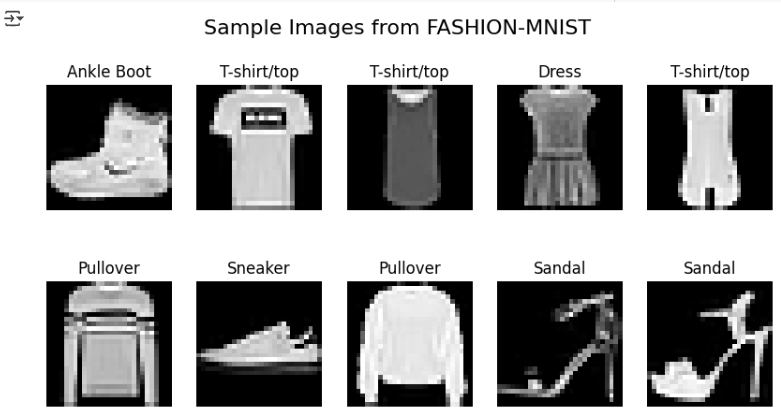 Sample Images from FASHION-MNIST
Ankle Boot T-shirt/top T-shirt/top Dress T-shirt/top
Pullover Sneaker Pullover Sandal Sandal